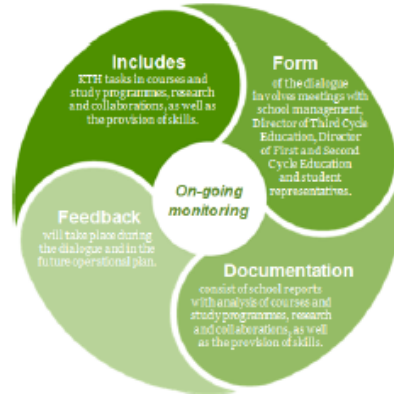 Includes
KTH tasks in courses and
study programmes, research
and collaborations, as well as
the provision of skills.
Form
of the dialogue
involves meetings with
school management,
Director of Third Cycle
Education, Director
of First and Second
Cycle Education
and student
representatives.
On-going
monitoring
Feedback
will take place during
the dialogue and in the
future operational plan.
Documentation
consist of school reports
with analysis of courses and
study programmes, research
and collaborations, as well
as the provision of skills.